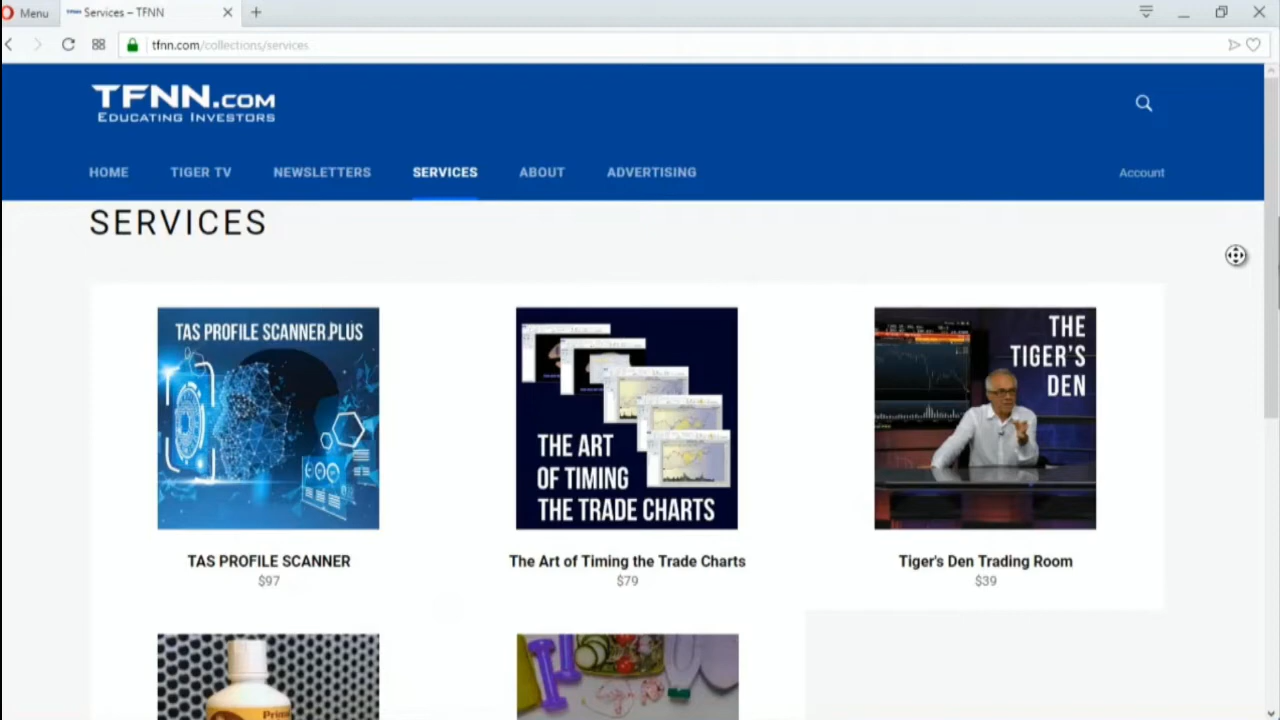 Menu
Services – TFNN
tfnn.com/collections/services
TFNN.COM
EDUCATING INVESTORS
HOME
TIGER TV
NEWSLETTERS
SERVICES
ABOUT
ADVERTISING
Account
SERVICES
TAS PROFILE SCANNER PLUS
THE ART
OF TIMING
THE TRADE CHARTS
THE
TIGER'S
DEN
TAS PROFILE SCANNER
$97
The Art of Timing the Trade Charts
$79
Tiger's Den Trading Room
$39